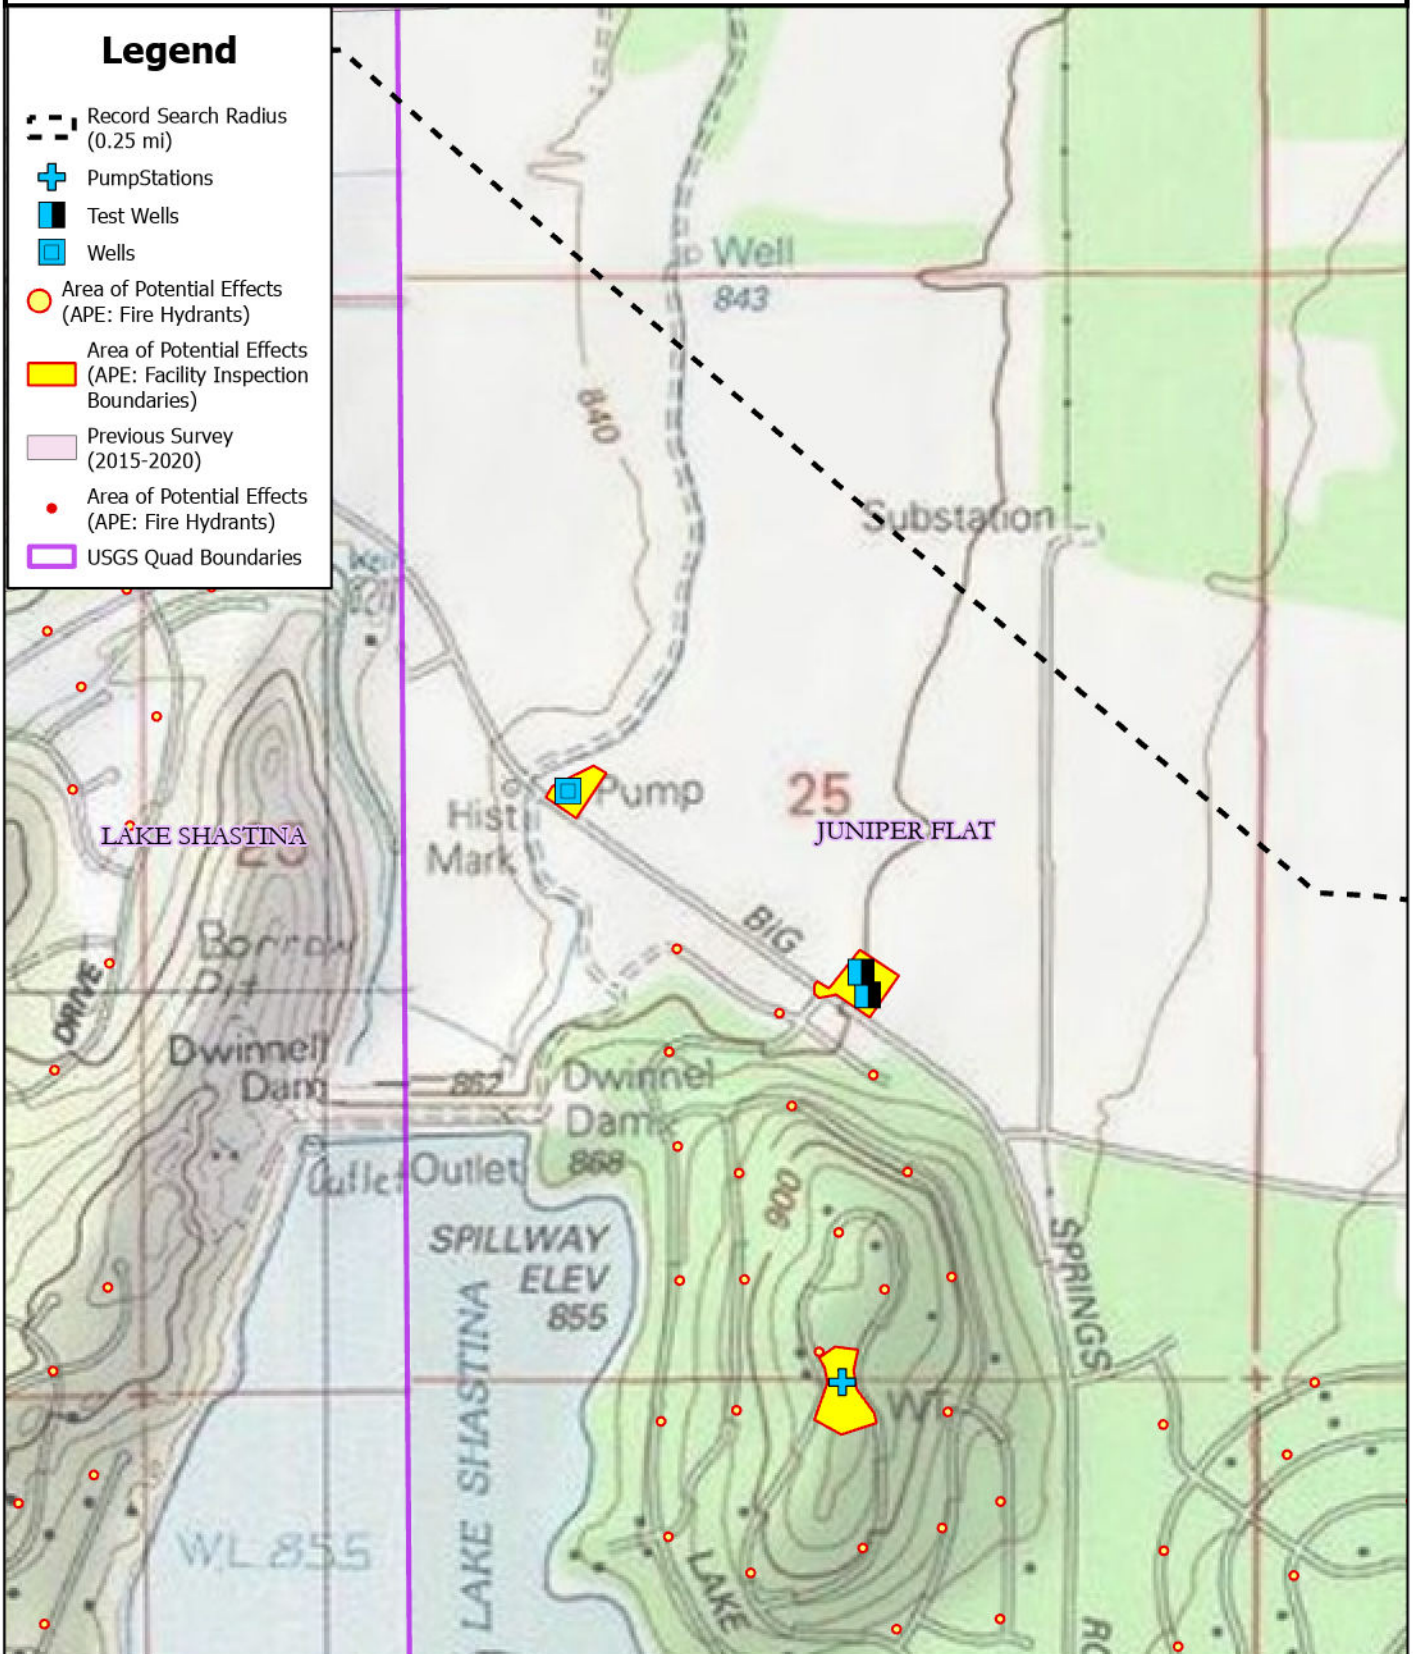 Legend
Record Search Radius
(0.25 mi)
PumpStations
Test Wells
Wells
Area of Potential Effects
(APE: Fire Hydrants)
Area of Potential Effects
(APE: Facility Inspection
Boundaries)
Previous Survey
(2015-2020)
Area of Potential Effects
(APE: Fire Hydrants)
USGS Quad Boundaries
Well
843
840
Substation
Well
Pump
25
Hist
Mark
LAKE SHASTINA
JUNIPER FLAT
BIG
Borrow
Pit
DRIVE
Dwinnell
Dam
862
Dwinnel
Dam
868
Outlet
Outlet
900
SPILLWAY
ELEV
855
SPRINGS
LAKE SHASTINA
WL 855
LAKE